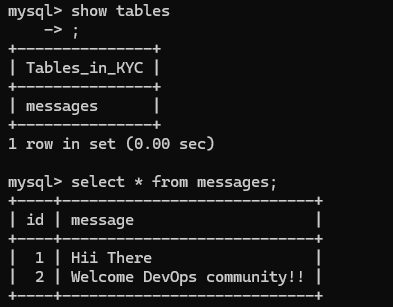 mysql> show tables
    -> ;
+---------------+
| Tables_in_KYC |
+---------------+
| messages      |
+---------------+
1 row in set (0.00 sec)

mysql> select * from messages;
+----+----------------------------+
| id | message                    |
+----+----------------------------+
|  1 | Hii There                  |
|  2 | Welcome DevOps community!! |
+----+----------------------------+